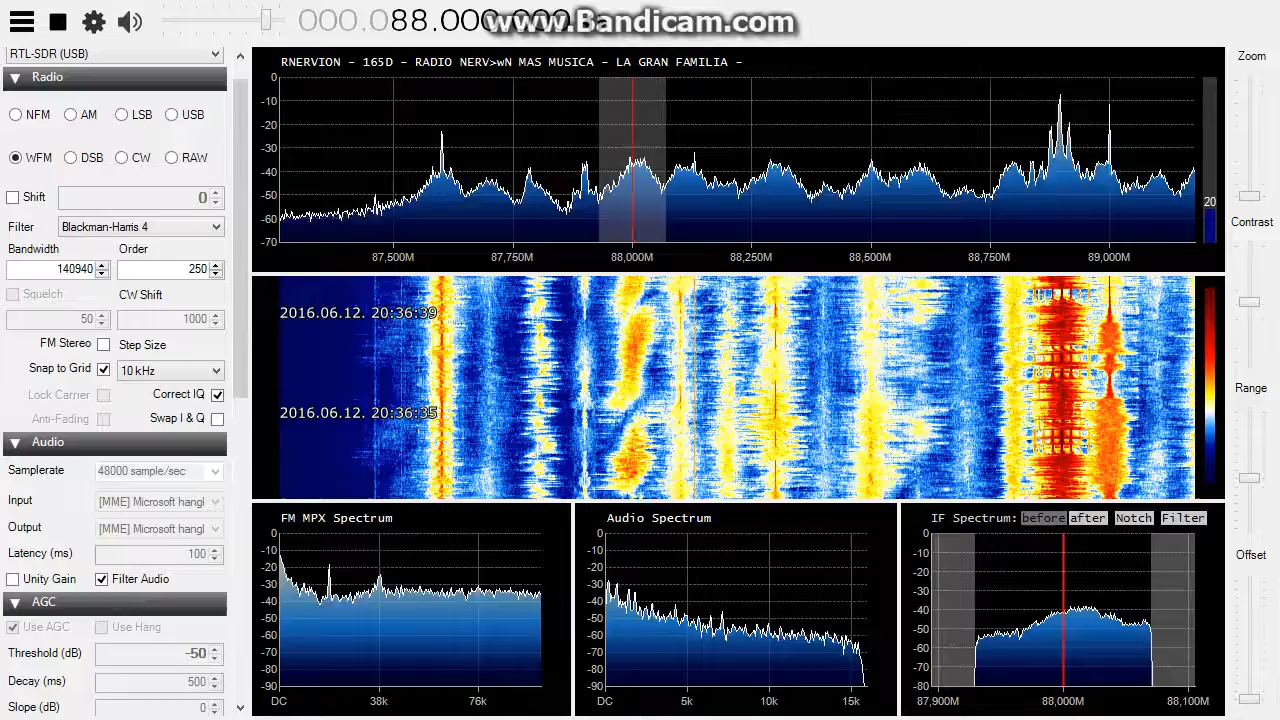 000.088.000.000
www.Bandicam.com
RTL-SDR (USB)
Radio
NFM AM LSB USB
WFM DSB CW RAW
Shift 0
Filter Blackman-Harris 4
Bandwidth Order
140940 250
Squelch CW Shift
50 1000
FM Stereo Step Size
Snap to Grid 10 kHz
Lock Carrier Correct IQ
Anti-Fading Swap I & Q
Audio
Samplerate 48000 sample/sec
Input [MME] Microsoft hangl
Output [MME] Microsoft hangl
Latency (ms) 100
Unity Gain Filter Audio
AGC
Use AGC Use Hang
Threshold (dB) -50
Decay (ms) 500
Slope (dB) 0
RNERVION - 165D - RADIO NERV>wN MAS MUSICA - LA GRAN FAMILIA -
0
-10
-20
-30
-40
-50
-60
-70
20
87,500M 87,750M 88,000M 88,250M 88,500M 88,750M 89,000M
2016.06.12. 20:36:39
2016.06.12. 20:36:35
FM MPX Spectrum
0
-10
-20
-30
-40
-50
-60
-70
-80
-90
DC 38k 76k
Audio Spectrum
0
-10
-20
-30
-40
-50
-60
-70
-80
-90
DC 5k 10k 15k
IF Spectrum: before after Notch Filter
0
-10
-20
-30
-40
-50
-60
-70
-80
87,900M 88,000M 88,100M
Zoom
Contrast
Range
Offset